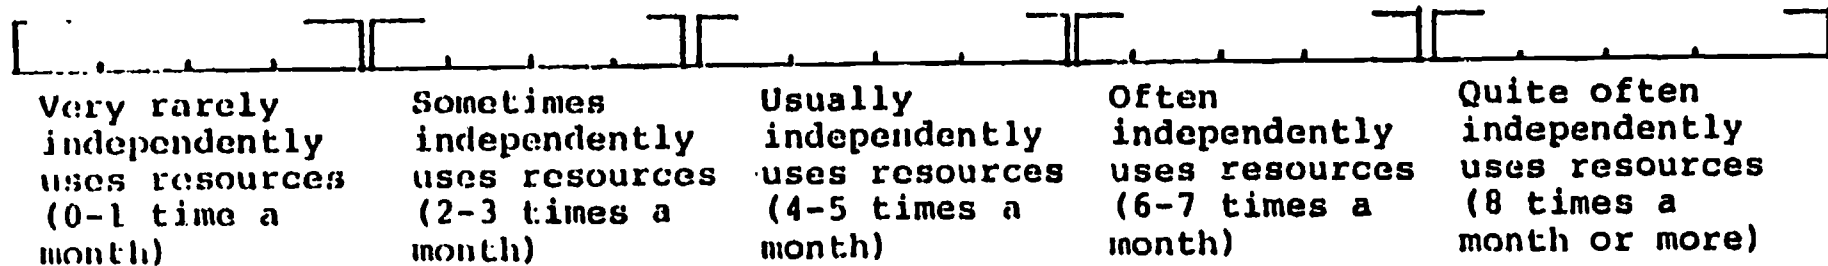 Very rarely
independently
uses resources
(0-1 time a
month)
Sometimes
independently
uses resources
(2-3 times a
month)
Usually
independently
uses resources
(4-5 times a
month)
Often
independently
uses resources
(6-7 times a
month)
Quite often
independently
uses resources
(8 times a
month or more)